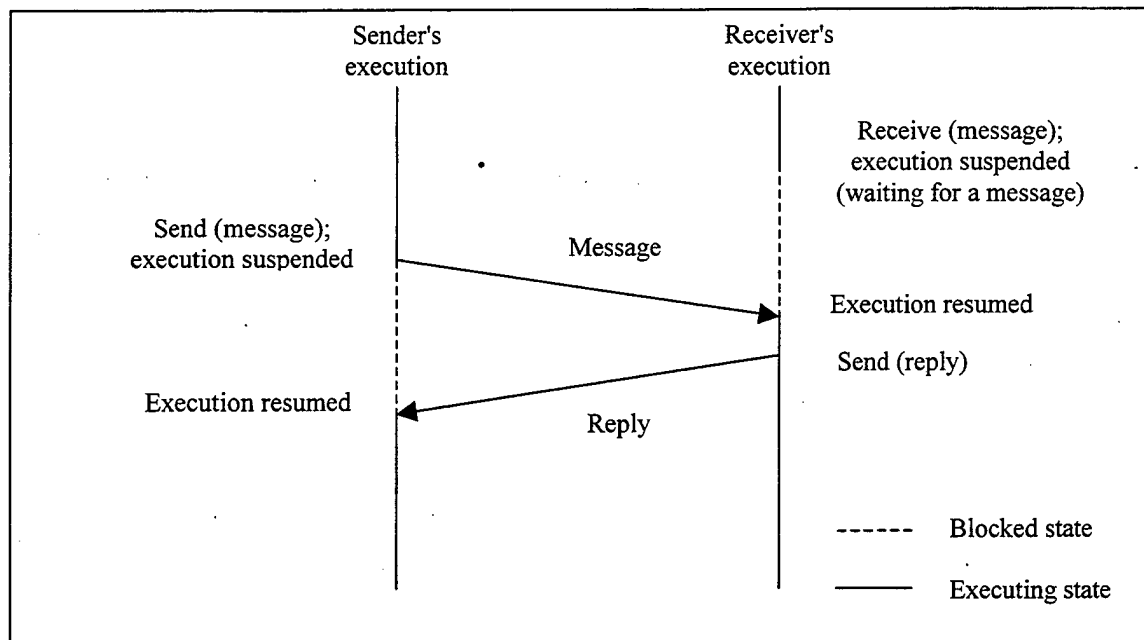 Sender's
execution
Receiver's
execution
Receive (message);
execution suspended
(waiting for a message)
Send (message);
execution suspended
Message
Execution resumed
Send (reply)
Execution resumed
Reply
Blocked state
Executing state